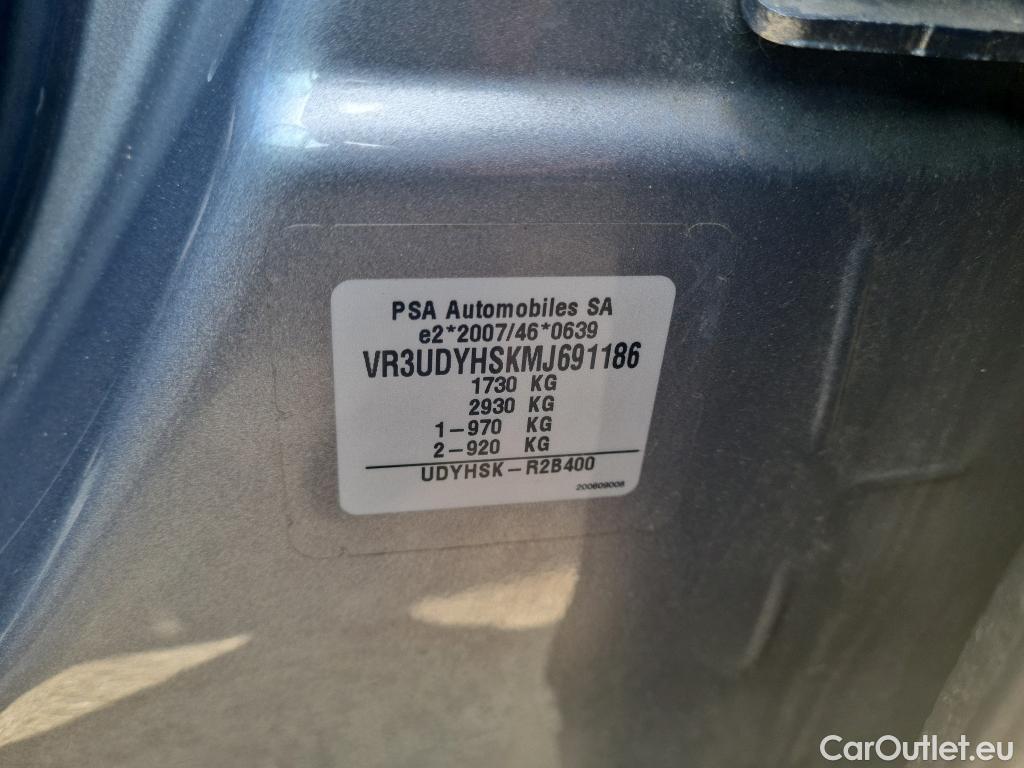 PSA Automobiles SA
e2*2007/46*0639
VR3UDYHSKMJ691186
1730 KG
2930 KG
1-970 KG
2-920 KG
UDYHSK-R2B400
200609008
CarOutlet.eu